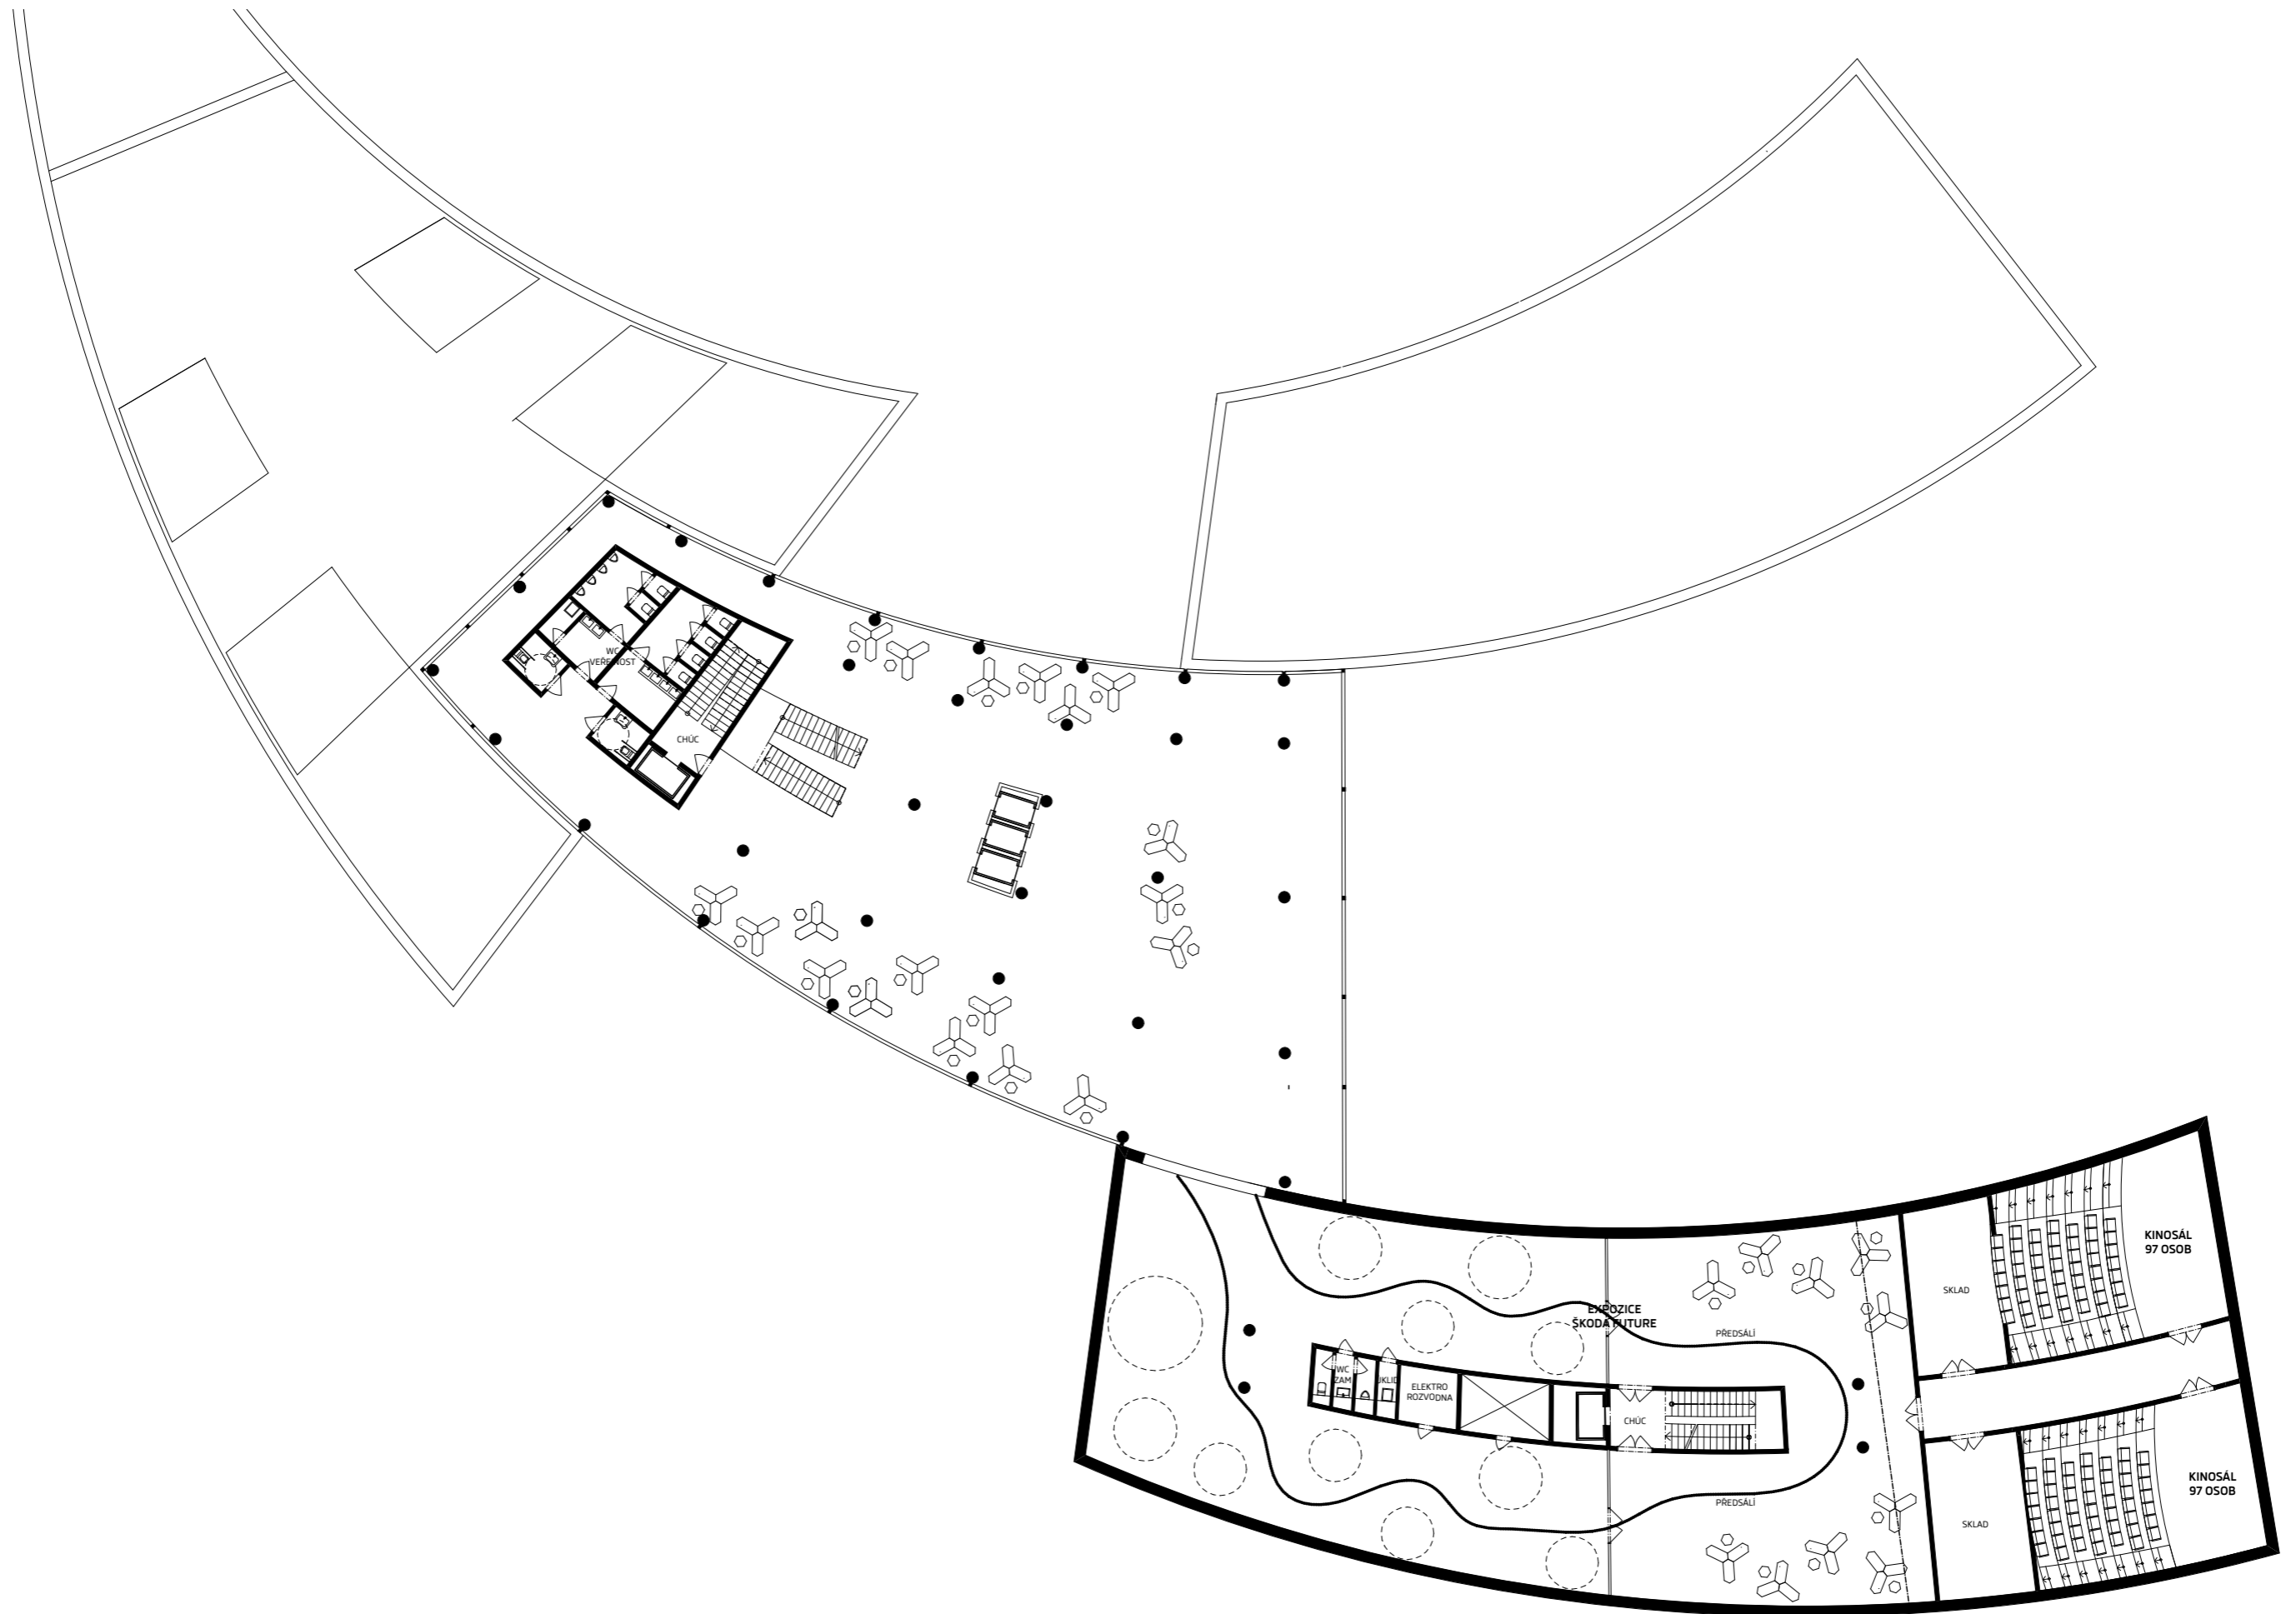 WC
VEŘEJNOST
CHÚC
KINOSÁL
97 OSOB
SKLAD
EXPOZICE
ŠKODA FUTURE
PŘEDSÁLÍ
WC
ZAM
ÚKLID
ELEKTRO
ROZVODNA
CHÚC
PŘEDSÁLÍ
KINOSÁL
97 OSOB
SKLAD